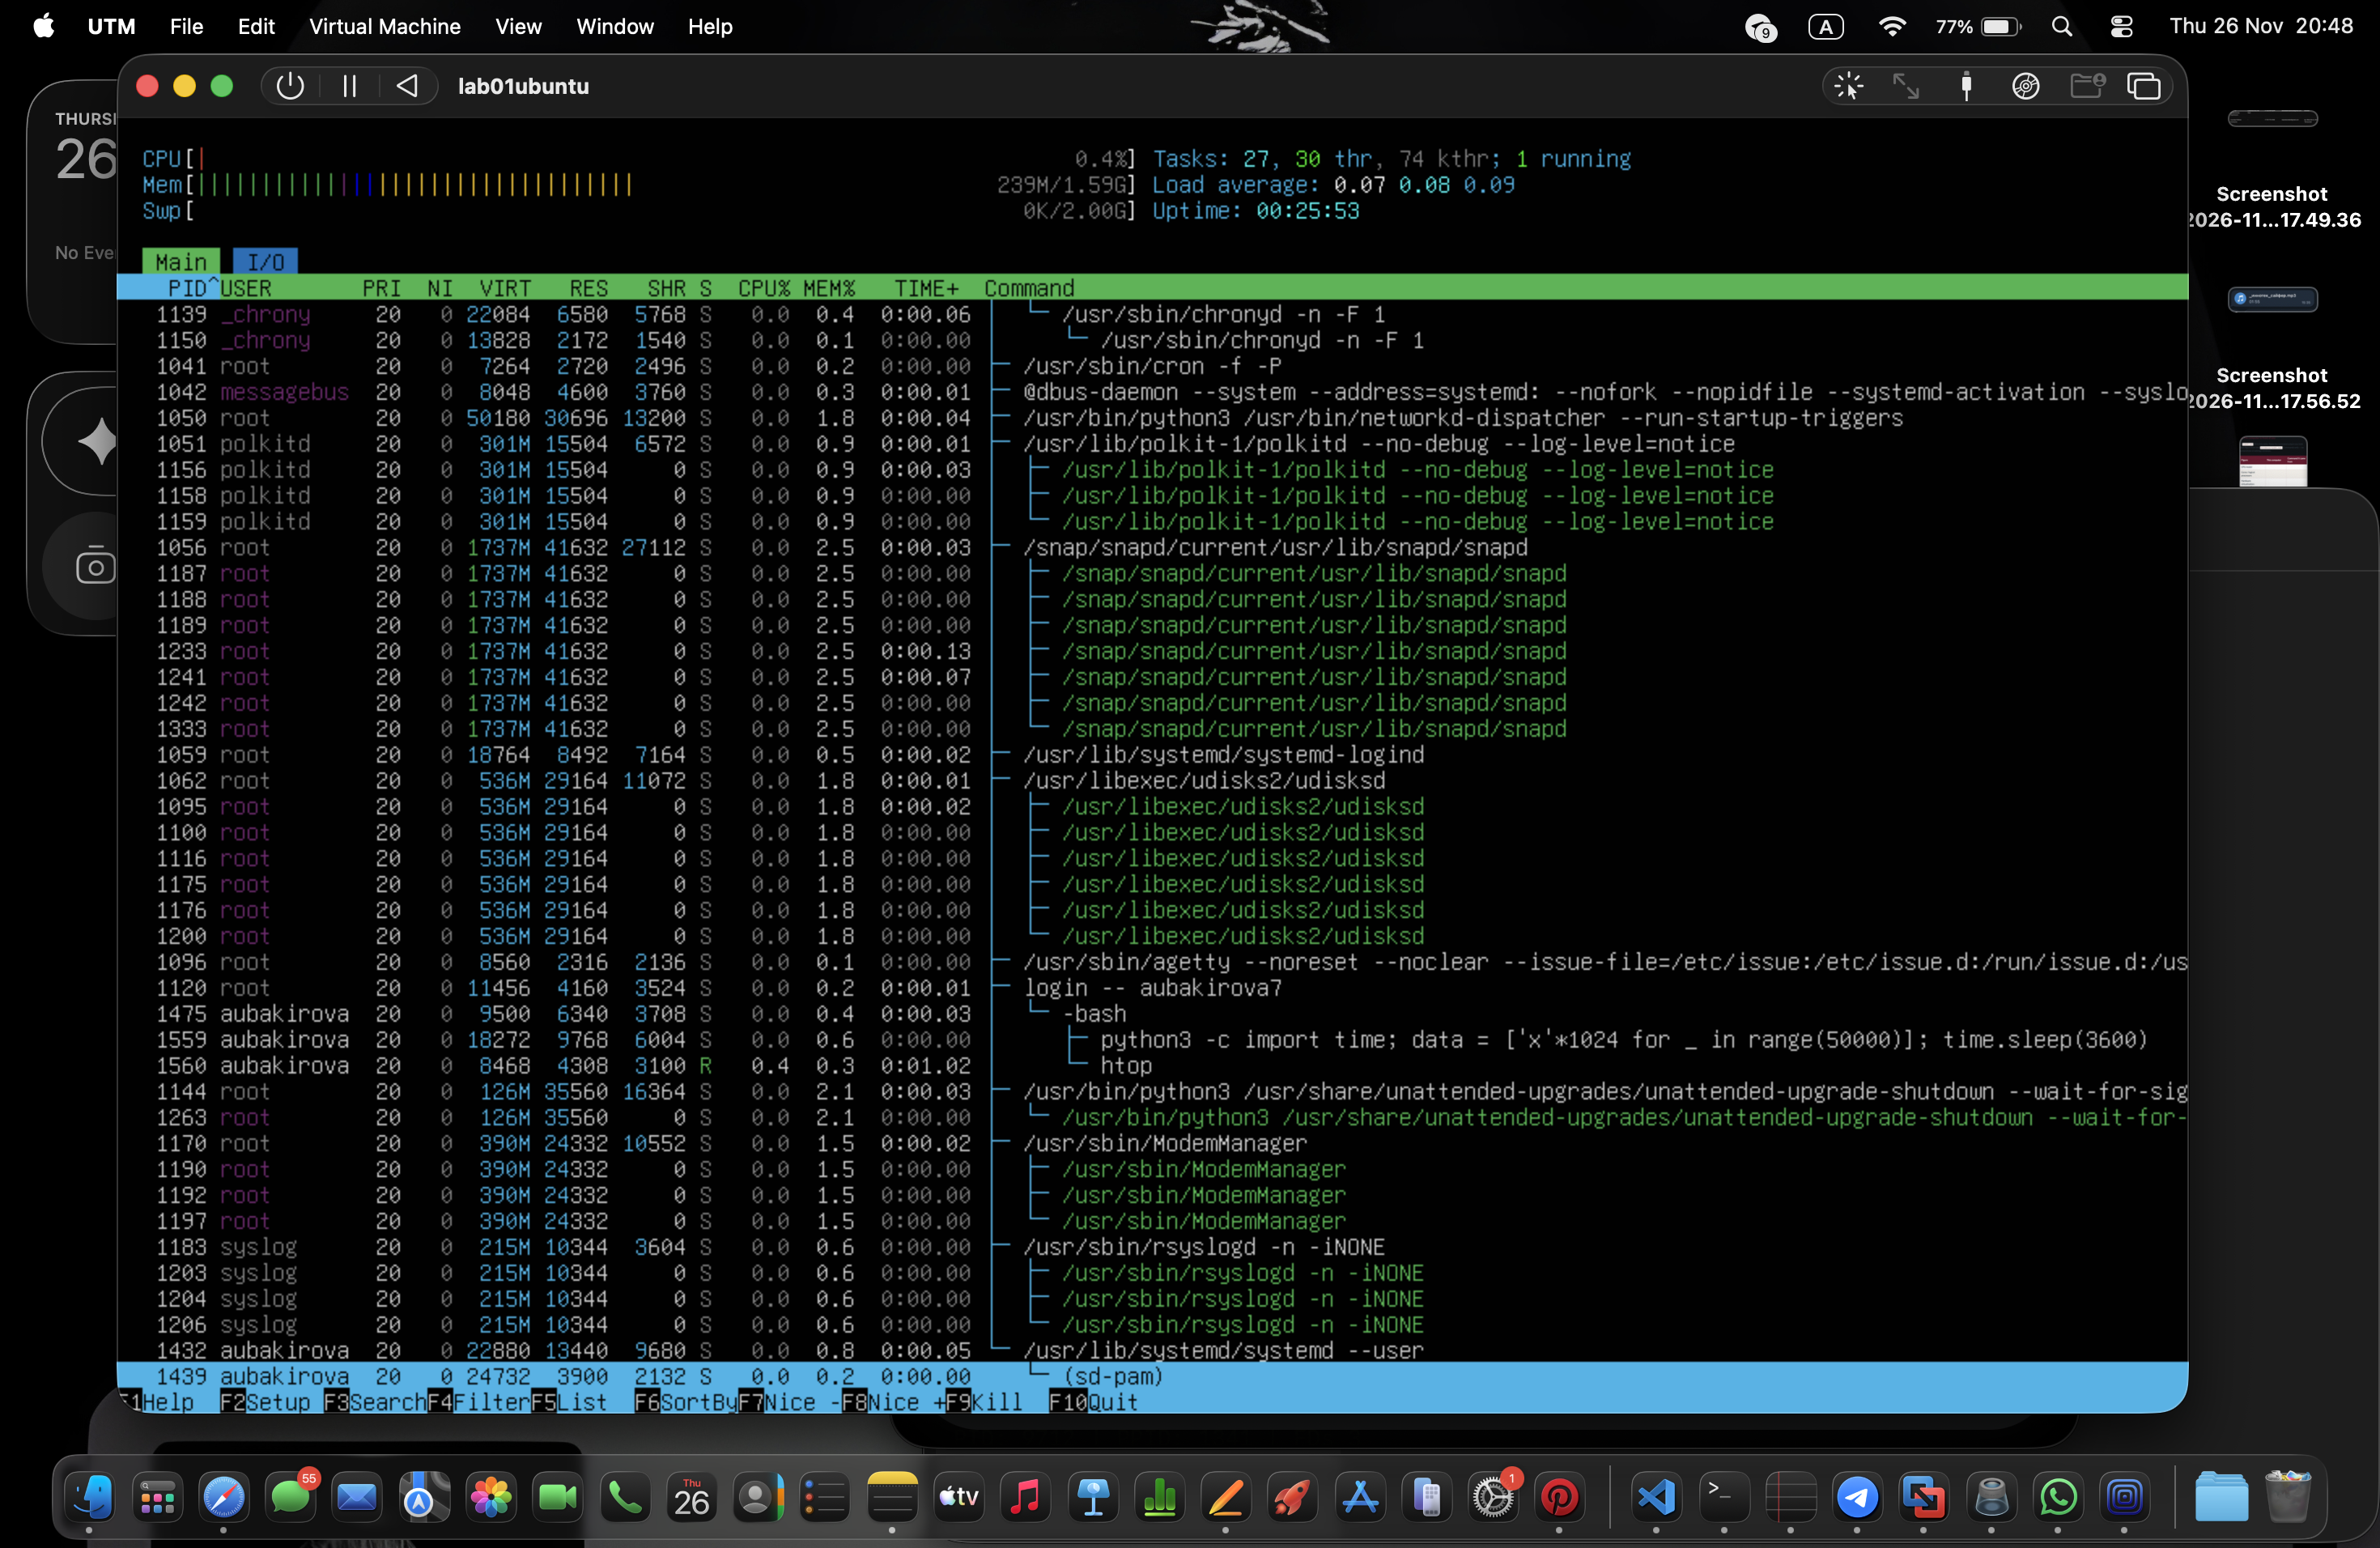 UTM File Edit Virtual Machine View Window Help 9 A 77% Thu 26 Nov 20:48
lab01ubuntu
THURS
26
No Eve
Screenshot
2026-11...17.49.36
Screenshot
2026-11...17.56.52
CPU[| 0.4%] Tasks: 27, 30 thr, 74 kthr; 1 running
Mem[||||||||||||||||||||||||||||||||||| 239M/1.59G] Load average: 0.07 0.08 0.09
Swp[ 0K/2.00G] Uptime: 00:25:53
Main I/O
PID^USER PRI NI VIRT RES SHR S CPU% MEM% TIME+ Command
1139 _chrony 20 0 22084 6580 5768 S 0.0 0.4 0:00.06 /usr/sbin/chronyd -n -F 1
1150 _chrony 20 0 13828 2172 1540 S 0.0 0.1 0:00.00 /usr/sbin/chronyd -n -F 1
1041 root 20 0 7264 2720 2496 S 0.0 0.2 0:00.00 /usr/sbin/cron -f -P
1042 messagebus 20 0 8048 4600 3760 S 0.0 0.3 0:00.01 @dbus-daemon --system --address=systemd: --nofork --nopidfile --systemd-activation --syslo
1050 root 20 0 50180 30696 13200 S 0.0 1.8 0:00.04 /usr/bin/python3 /usr/bin/networkd-dispatcher --run-startup-triggers
1051 polkitd 20 0 301M 15504 6572 S 0.0 0.9 0:00.01 /usr/lib/polkit-1/polkitd --no-debug --log-level=notice
1156 polkitd 20 0 301M 15504 0 S 0.0 0.9 0:00.03 /usr/lib/polkit-1/polkitd --no-debug --log-level=notice
1158 polkitd 20 0 301M 15504 0 S 0.0 0.9 0:00.00 /usr/lib/polkit-1/polkitd --no-debug --log-level=notice
1159 polkitd 20 0 301M 15504 0 S 0.0 0.9 0:00.00 /usr/lib/polkit-1/polkitd --no-debug --log-level=notice
1056 root 20 0 1737M 41632 27112 S 0.0 2.5 0:00.03 /snap/snapd/current/usr/lib/snapd/snapd
1187 root 20 0 1737M 41632 0 S 0.0 2.5 0:00.00 /snap/snapd/current/usr/lib/snapd/snapd
1188 root 20 0 1737M 41632 0 S 0.0 2.5 0:00.00 /snap/snapd/current/usr/lib/snapd/snapd
1189 root 20 0 1737M 41632 0 S 0.0 2.5 0:00.00 /snap/snapd/current/usr/lib/snapd/snapd
1233 root 20 0 1737M 41632 0 S 0.0 2.5 0:00.13 /snap/snapd/current/usr/lib/snapd/snapd
1241 root 20 0 1737M 41632 0 S 0.0 2.5 0:00.07 /snap/snapd/current/usr/lib/snapd/snapd
1242 root 20 0 1737M 41632 0 S 0.0 2.5 0:00.00 /snap/snapd/current/usr/lib/snapd/snapd
1333 root 20 0 1737M 41632 0 S 0.0 2.5 0:00.00 /snap/snapd/current/usr/lib/snapd/snapd
1059 root 20 0 18764 8492 7164 S 0.0 0.5 0:00.02 /usr/lib/systemd/systemd-logind
1062 root 20 0 536M 29164 11072 S 0.0 1.8 0:00.01 /usr/libexec/udisks2/udisksd
1095 root 20 0 536M 29164 0 S 0.0 1.8 0:00.02 /usr/libexec/udisks2/udisksd
1100 root 20 0 536M 29164 0 S 0.0 1.8 0:00.00 /usr/libexec/udisks2/udisksd
1116 root 20 0 536M 29164 0 S 0.0 1.8 0:00.00 /usr/libexec/udisks2/udisksd
1175 root 20 0 536M 29164 0 S 0.0 1.8 0:00.00 /usr/libexec/udisks2/udisksd
1176 root 20 0 536M 29164 0 S 0.0 1.8 0:00.00 /usr/libexec/udisks2/udisksd
1200 root 20 0 536M 29164 0 S 0.0 1.8 0:00.00 /usr/libexec/udisks2/udisksd
1096 root 20 0 8560 2316 2136 S 0.0 0.1 0:00.00 /usr/sbin/agetty --noreset --noclear --issue-file=/etc/issue:/etc/issue.d:/run/issue.d:/us
1120 root 20 0 11456 4160 3524 S 0.0 0.2 0:00.01 login -- aubakirova7
1475 aubakirova 20 0 9500 6340 3708 S 0.0 0.4 0:00.03 -bash
1559 aubakirova 20 0 18272 9768 6004 S 0.0 0.6 0:00.00 python3 -c import time; data = ['x'*1024 for _ in range(50000)]; time.sleep(3600)
1560 aubakirova 20 0 8468 4308 3100 R 0.4 0.3 0:01.02 htop
1144 root 20 0 126M 35560 16364 S 0.0 2.1 0:00.03 /usr/bin/python3 /usr/share/unattended-upgrades/unattended-upgrade-shutdown --wait-for-sig
1263 root 20 0 126M 35560 0 S 0.0 2.1 0:00.00 /usr/bin/python3 /usr/share/unattended-upgrades/unattended-upgrade-shutdown --wait-for-
1170 root 20 0 390M 24332 10552 S 0.0 1.5 0:00.02 /usr/sbin/ModemManager
1190 root 20 0 390M 24332 0 S 0.0 1.5 0:00.00 /usr/sbin/ModemManager
1192 root 20 0 390M 24332 0 S 0.0 1.5 0:00.00 /usr/sbin/ModemManager
1197 root 20 0 390M 24332 0 S 0.0 1.5 0:00.00 /usr/sbin/ModemManager
1183 syslog 20 0 215M 10344 3604 S 0.0 0.6 0:00.00 /usr/sbin/rsyslogd -n -iNONE
1203 syslog 20 0 215M 10344 0 S 0.0 0.6 0:00.00 /usr/sbin/rsyslogd -n -iNONE
1204 syslog 20 0 215M 10344 0 S 0.0 0.6 0:00.00 /usr/sbin/rsyslogd -n -iNONE
1206 syslog 20 0 215M 10344 0 S 0.0 0.6 0:00.00 /usr/sbin/rsyslogd -n -iNONE
1432 aubakirova 20 0 22880 13440 9680 S 0.0 0.8 0:00.05 /usr/lib/systemd/systemd --user
1439 aubakirova 20 0 24732 3900 2132 S 0.0 0.2 0:00.00 (sd-pam)
F1Help F2Setup F3SearchF4FilterF5List F6SortByF7Nice -F8Nice +F9Kill F10Quit
55 Thu 26 tv 1 >_